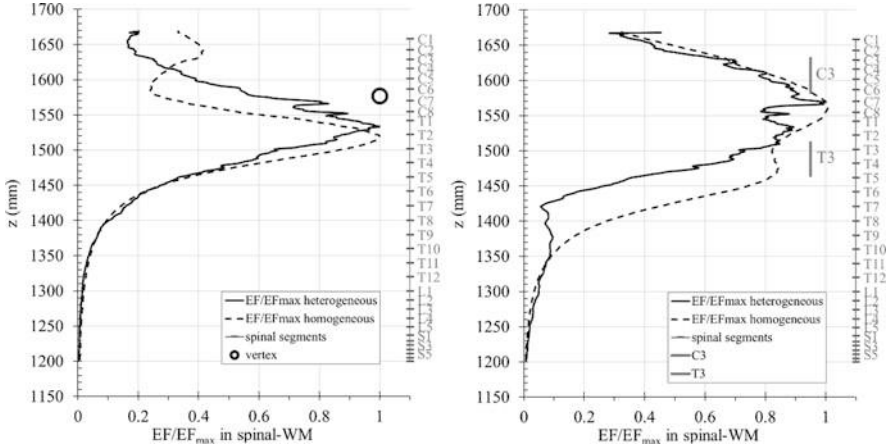 1700
1650
1600
1550
1500
1450
1400
1350
1300
1250
1200
1150
z (mm)
C1
C2
C3
C4
C5
C6
C7
C8
T1
T2
T3
T4
T5
T6
T7
T8
T9
T10
T11
T12
L1
L2
L3
L4
L5
S1
S3
S5
EF/EFmax heterogeneous
EF/EFmax homogeneous
spinal segments
vertex
0 0.2 0.4 0.6 0.8 1
EF/EFmax in spinal-WM
1700
1650
1600
1550
1500
1450
1400
1350
1300
1250
1200
1150
z (mm)
C3
T3
C1
C2
C3
C4
C5
C6
C7
C8
T1
T2
T3
T4
T5
T6
T7
T8
T9
T10
T11
T12
L1
L2
L3
L4
L5
S1
S3
S5
EF/EFmax heterogeneous
EF/EFmax homogeneous
spinal segments
C3
T3
0 0.2 0.4 0.6 0.8 1
EF/EFmax in spinal-WM